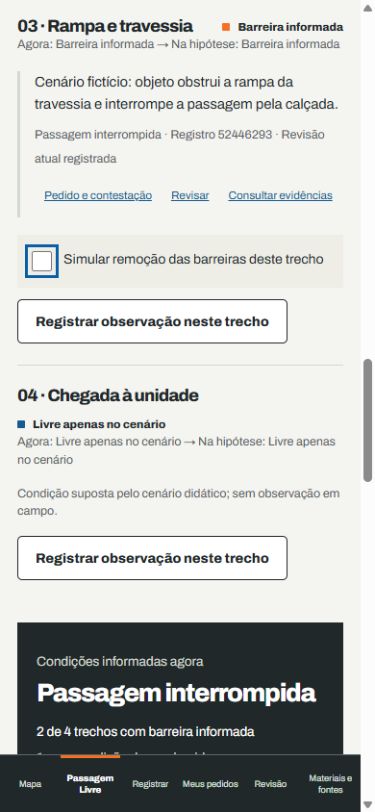 03 · Rampa e travessia
Barreira informada
Agora: Barreira informada → Na hipótese: Barreira informada
Cenário fictício: objeto obstrui a rampa da
travessia e interrompe a passagem pela calçada.
Passagem interrompida · Registro 52446293 · Revisão
atual registrada
Pedido e contestação Revisar Consultar evidências
Simular remoção das barreiras deste trecho
Registrar observação neste trecho
04 · Chegada à unidade
Livre apenas no cenário
Agora: Livre apenas no cenário → Na hipótese: Livre apenas
no cenário
Condição suposta pelo cenário didático; sem observação em
campo.
Registrar observação neste trecho
Condições informadas agora
Passagem interrompida
2 de 4 trechos com barreira informada
Mapa
Passagem
Livre
Registrar
Meus pedidos
Revisão
Materiais e
fontes